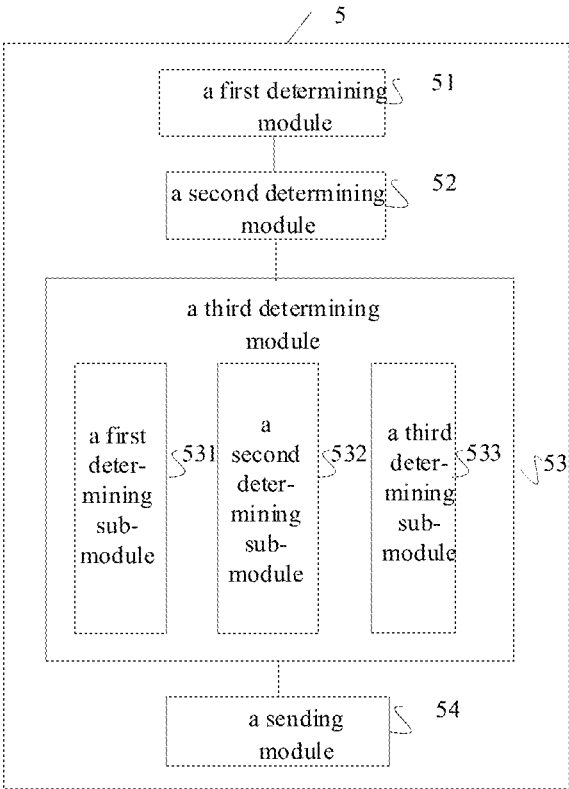 5
a first determining
module
51
a second determining
module
52
a third determining
module
a first
deter-
mining
sub-
module
531
a
second
deter-
mining
sub-
module
532
a third
deter-
mining
sub-
module
533
53
a sending
module
54